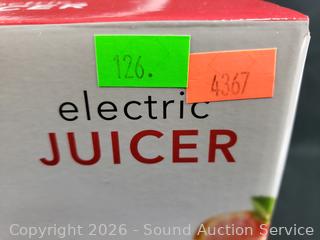 126.
4367
electric
JUICER
Copyright © 2026 - Sound Auction Service